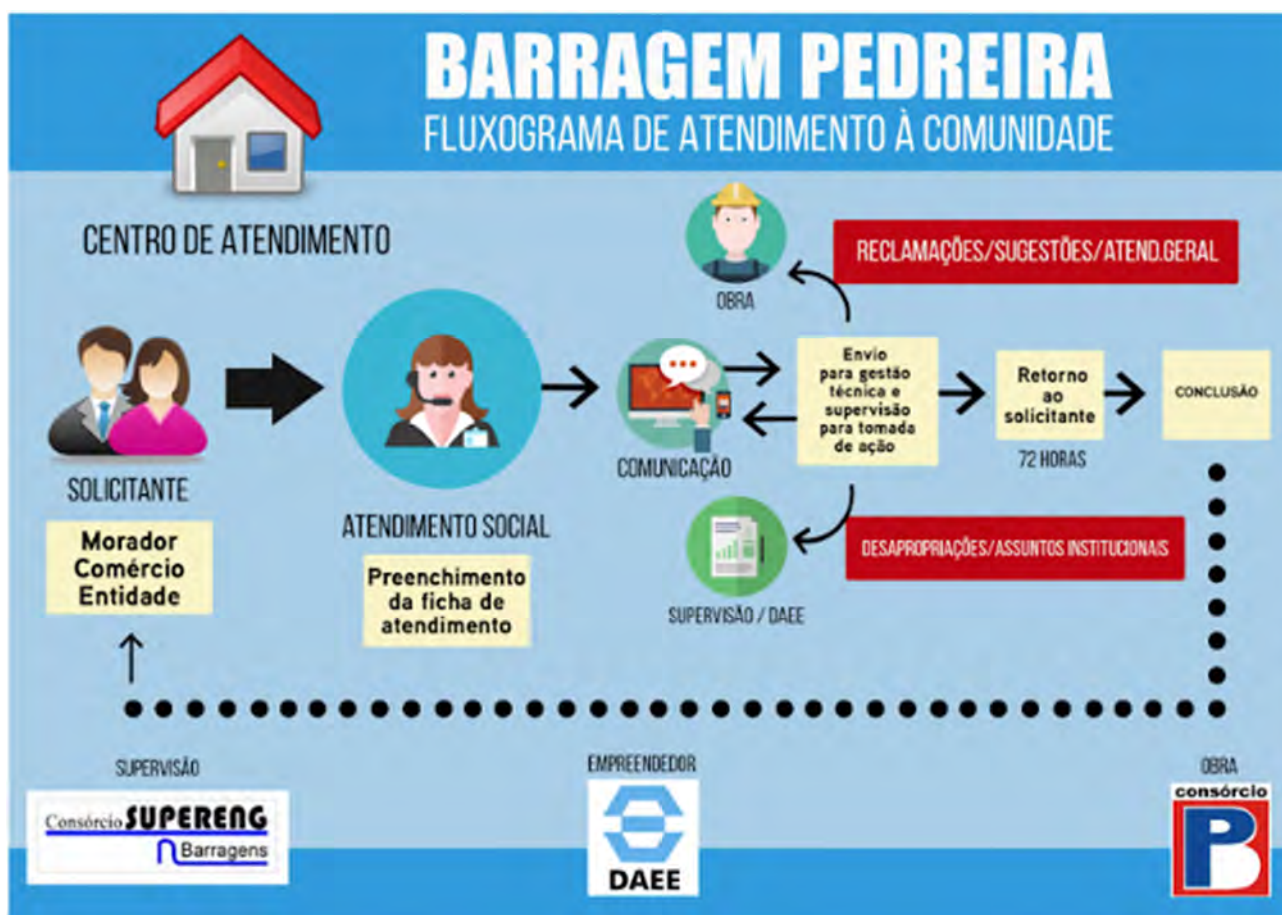 BARRAGEM PEDREIRA
FLUXOGRAMA DE ATENDIMENTO À COMUNIDADE
CENTRO DE ATENDIMENTO
SOLICITANTE
Morador
Comércio
Entidade
ATENDIMENTO SOCIAL
Preenchimento
da ficha de
atendimento
COMUNICAÇÃO
OBRA
RECLAMAÇÕES/SUGESTÕES/ATEND.GERAL
Envio
para gestão
técnica e
supervisão
para tomada
de ação
SUPERVISÃO / DAEE
DESAPROPRIAÇÕES/ASSUNTOS INSTITUCIONAIS
Retorno
ao
solicitante
72 HORAS
CONCLUSÃO
SUPERVISÃO
Consórcio SUPERENG
Barragens
EMPREENDEDOR
DAEE
OBRA
consórcio
BP